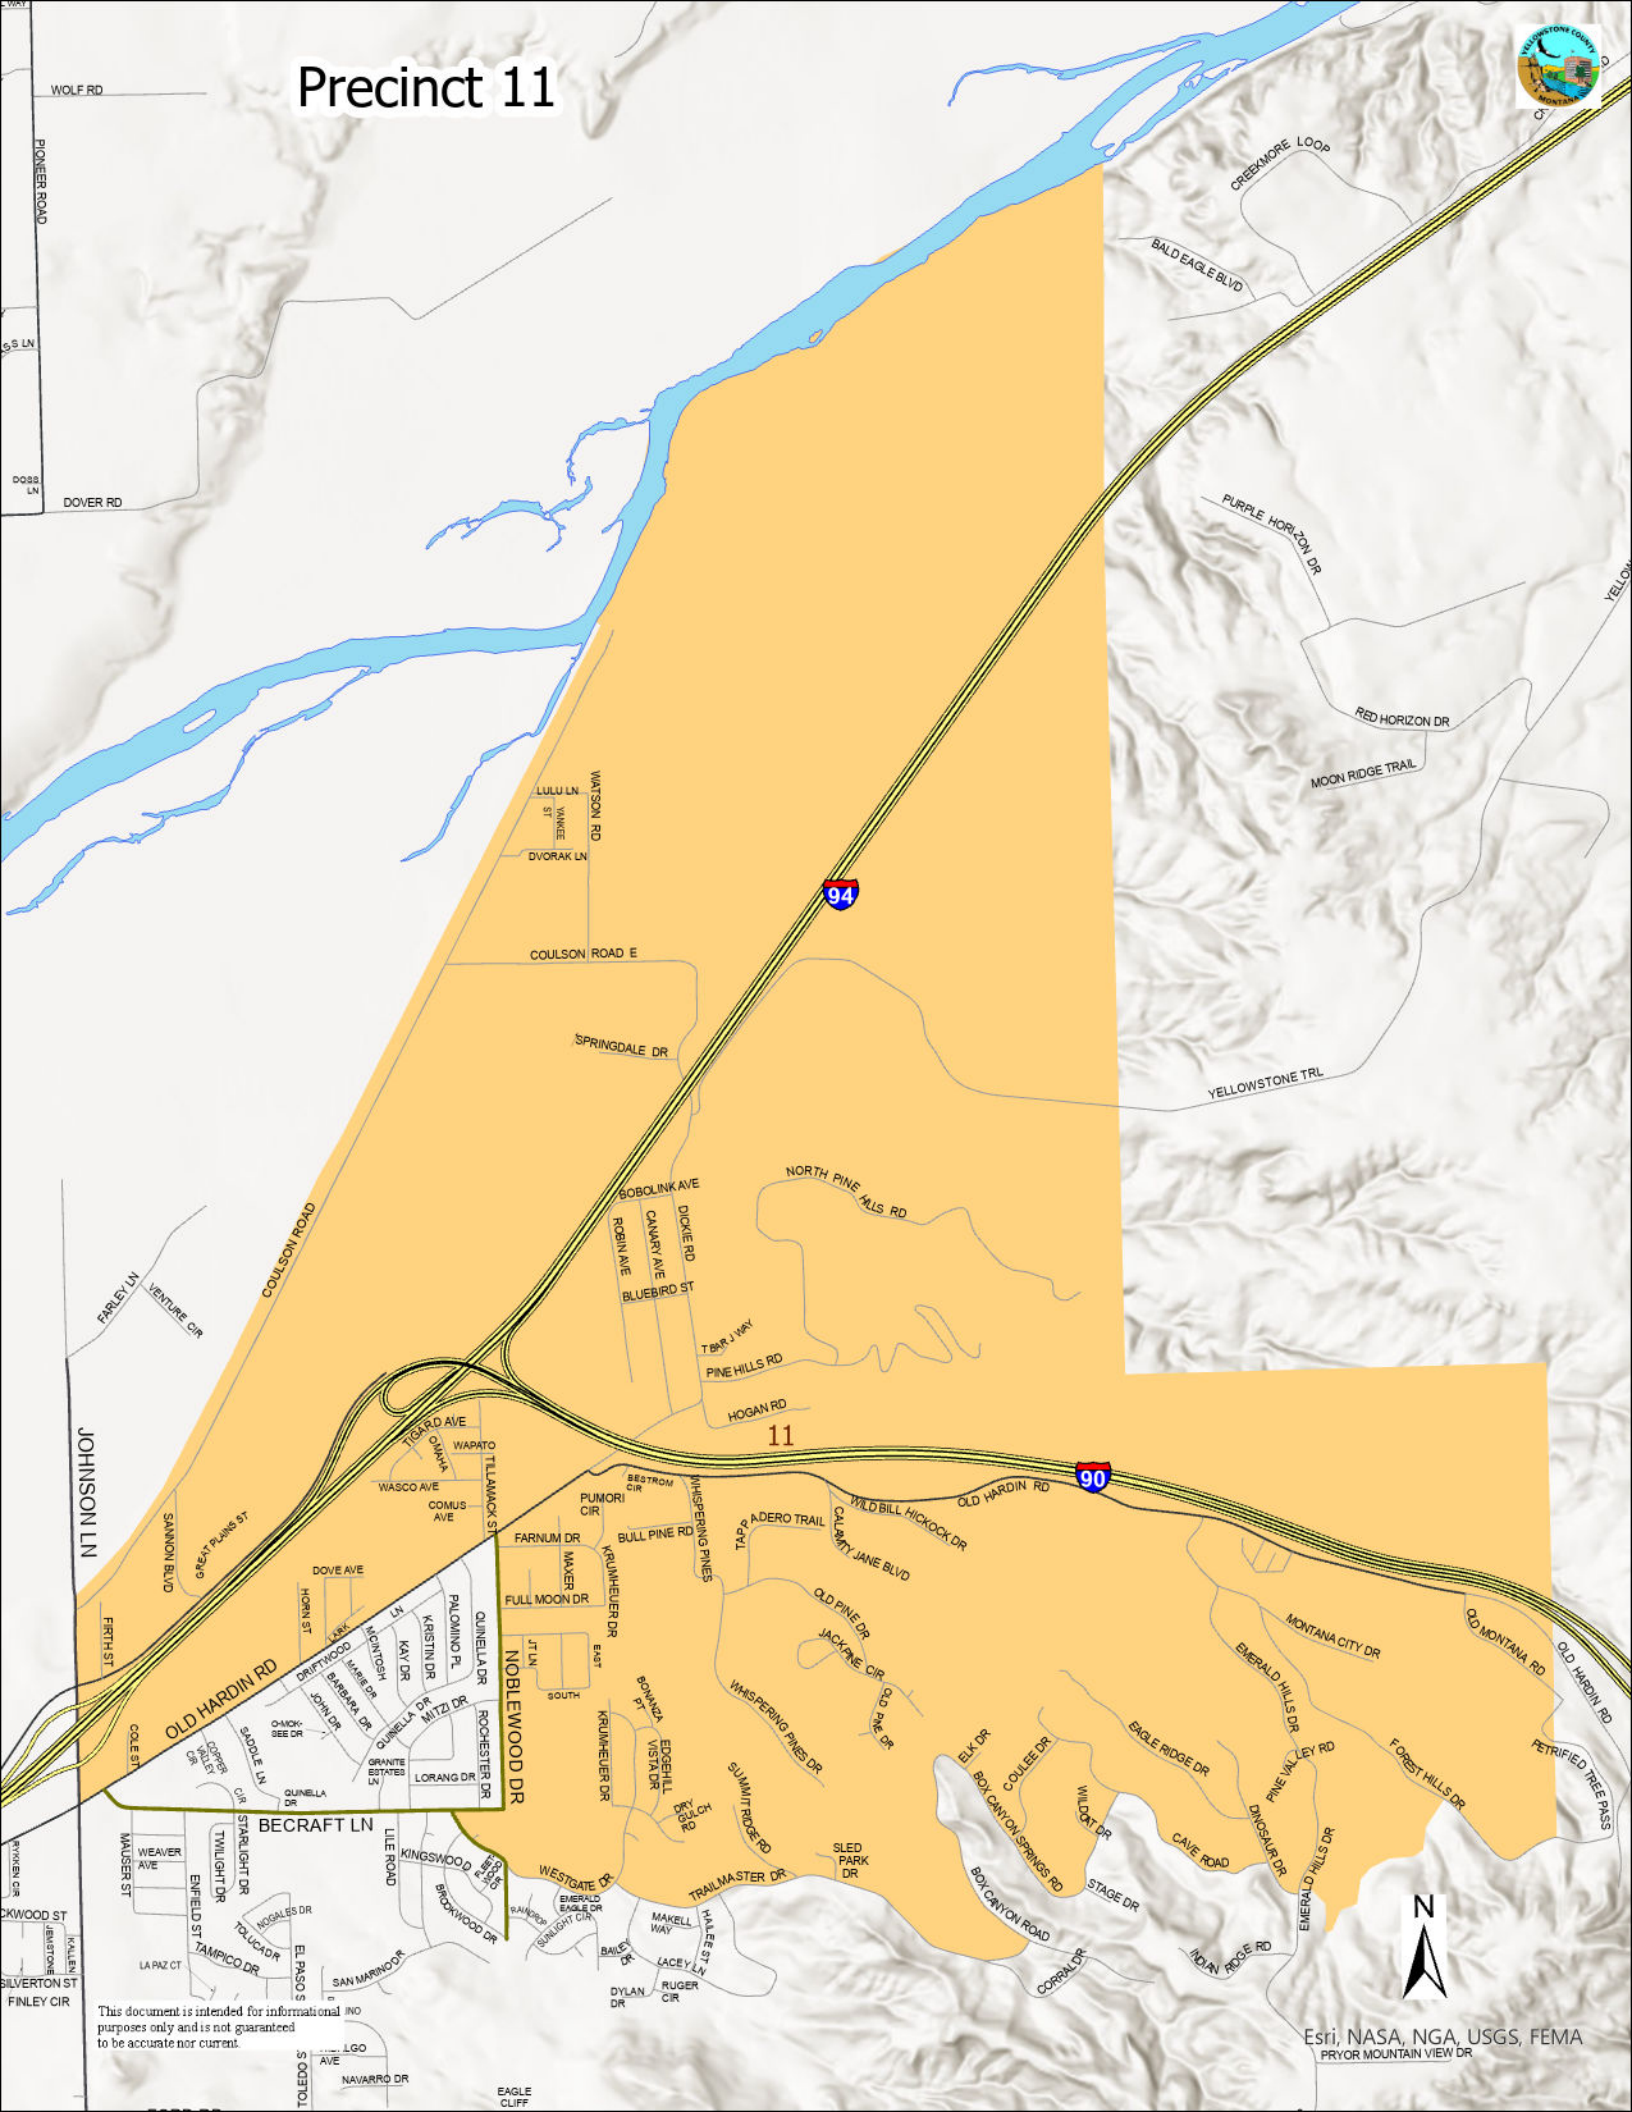 WAY
WOLF RD
Precinct 11
YELLOWSTONE COUNTY
MONTANA
PIONEER ROAD
CREEKMORE LOOP
BALD EAGLE BLVD
DOSS
LN
DOVER RD
PURPLE HORIZON DR
RED HORIZON DR
MOON RIDGE TRAIL
LULU LN
YANKEE
ST
WATSON RD
DVORAK LN
94
COULSON ROAD E
SPRINGDALE DR
YELLOWSTONE TRL
NORTH PINE
HILLS RD
BOBOLINK AVE
ROBIN AVE
CANARY AVE
DICKIE RD
BLUEBIRD ST
COULSON ROAD
FARLEY LN
VENTURE CIR
T BAR J WAY
PINE HILLS RD
HOGAN RD
11
JOHNSON LN
TIGARD AVE
OMAHA
WAPATO
TILLAMACK ST
WASCO AVE
COMUS
AVE
BESTROM
CIR
PUMORI
CIR
WHISPERING PINES
90
OLD HARDIN RD
WILD BILL HICKOCK DR
SANNON BLVD
GREAT PLAINS ST
FARNUM DR
BULL PINE RD
TAPP
ADERO TRAIL
CALAMITY JANE BLVD
MAXER
KRUMHEUER DR
DOVE AVE
HORN ST
FULL MOON DR
OLD PINE DR
FIRTH ST
LARK
LN
DRIFTWOOD
MCINTOSH
KAY DR
KRISTIN DR
PALOMINO PL
QUINELLA DR
JT LN
EAST
JACKPINE CIR
MONTANA CITY DR
OLD MONTANA RD
OLD HARDIN RD
EMERALD HILLS DR
OLD HARDIN RD
MARIE DR
BARBARA DR
JOHN DR
NOBLEWOOD DR
SOUTH
BONANZA
PT
WHISPERING PINES DR
OLD PINE DR
O-MOK-
SEE DR
QUINELLA DR
MITZI DR
ROCHESTER DR
COLE ST
COPPER
VALLEY
CIR
SADDLE LN
KRUMHEUER DR
EDGEHILL
VISTA DR
ELK DR
COULEE DR
EAGLE RIDGE DR
PINE VALLEY RD
FOREST HILLS DR
PETRIFIED TREE PASS
GRANITE
ESTATES
LN
LORANG DR
SUMMIT RIDGE RD
BOX CANYON SPRINGS RD
WILDCAT DR
QUINELLA
DR
CIR
DRY
GULCH
RD
DINOSAUR DR
BECRAFT LN
STARLIGHT DR
TWILIGHT DR
LILE ROAD
KINGSWOOD
FLEET-
WOOD
CIR
CAVE ROAD
EMERALD HILLS DR
MAUSER ST
WEAVER
AVE
RYKKEN CIR
SLED
PARK
DR
WESTGATE DR
TRAILMASTER DR
STAGE DR
ENFIELD ST
BROOKWOOD DR
RAINDROP
EMERALD
EAGLE DR
SUNLIGHT CIR
BOX CANYON ROAD
NOGALES DR
TOLUCA DR
MAKELL
WAY
HAILEE ST
N
JEMSTONE
KALLEN
TAMPICO DR
LA PAZ CT
BAILEY
DR
LACEY LN
INDIAN RIDGE RD
CORRAL DR
SILVERTON ST
FINLEY CIR
SAN MARINO DR
DYLAN
DR
RUGER
CIR
This document is intended for informational
purposes only and is not guaranteed
to be accurate nor current.
AVE
NAVARRO DR
EAGLE
CLIFF
Esri, NASA, NGA, USGS, FEMA
PRYOR MOUNTAIN VIEW DR